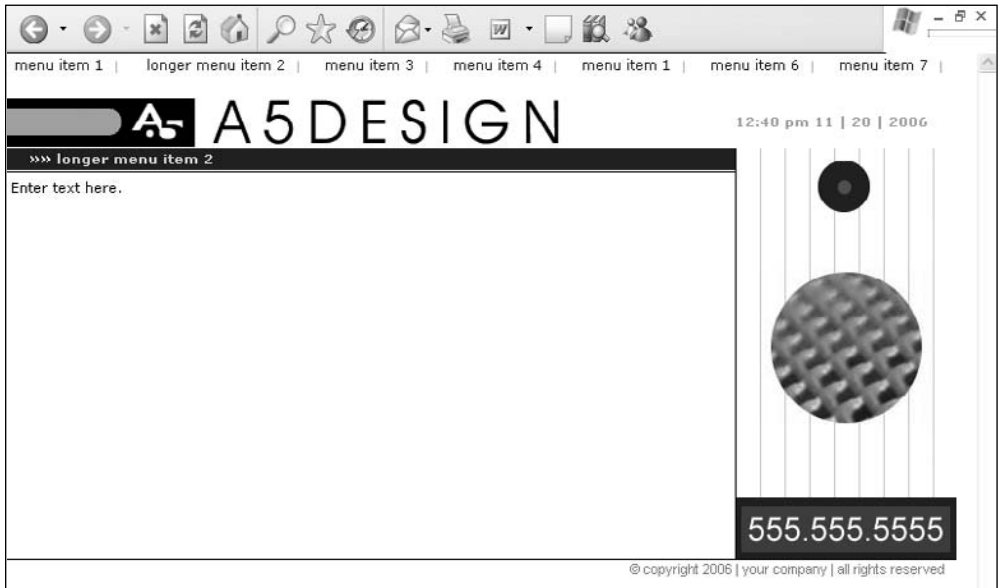 menu item 1 | longer menu item 2 | menu item 3 | menu item 4 | menu item 1 | menu item 6 | menu item 7 |
A5 A5DESIGN
12:40 pm 11 | 20 | 2006
»»» longer menu item 2
Enter text here.
555.555.5555
© copyright 2006 | your company | all rights reserved